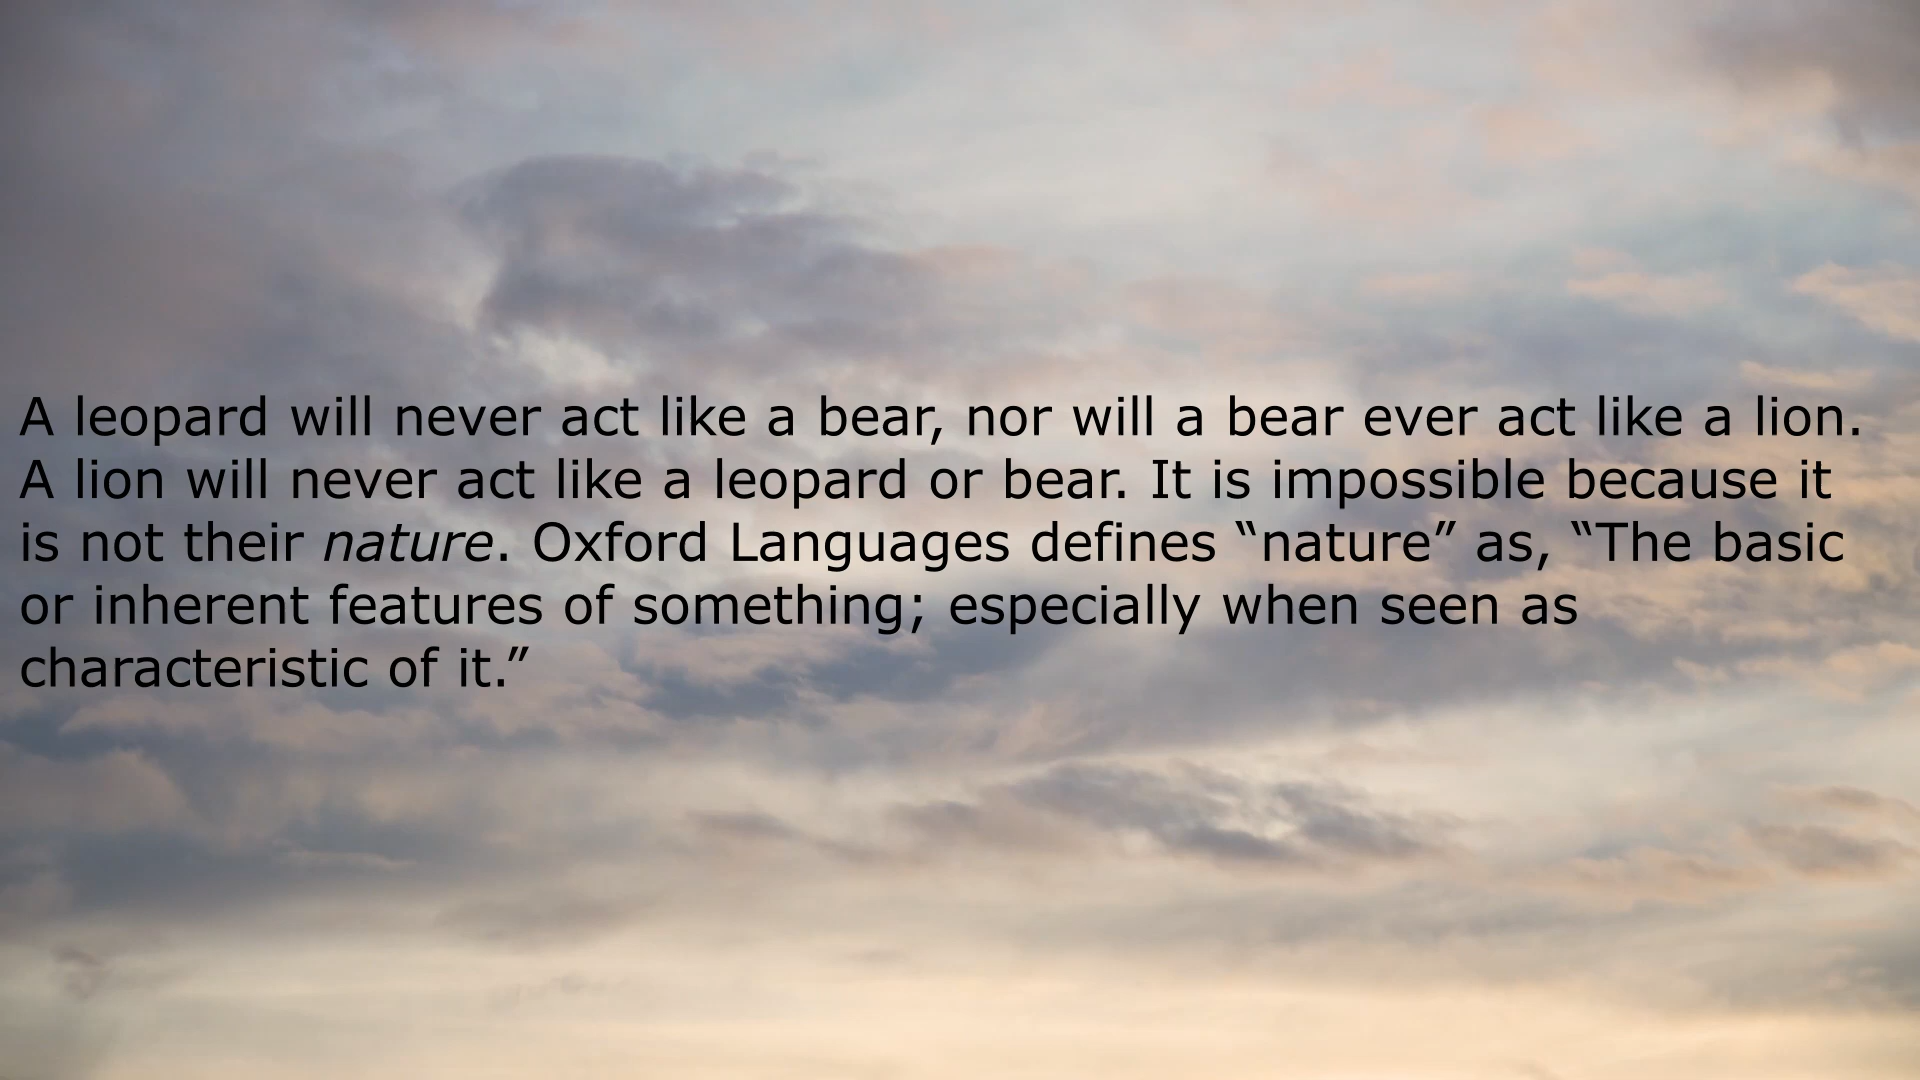 A leopard will never act like a bear, nor will a bear ever act like a lion.
A lion will never act like a leopard or bear. It is impossible because it
is not their nature. Oxford Languages defines “nature” as, “The basic
or inherent features of something; especially when seen as
characteristic of it.”